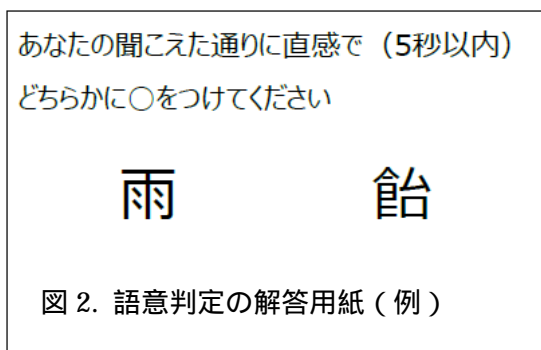 あなたの聞こえた通りに直感で（5秒以内）
どちらかに○をつけてください
雨 飴
図 2. 語意判定の解答用紙（例）